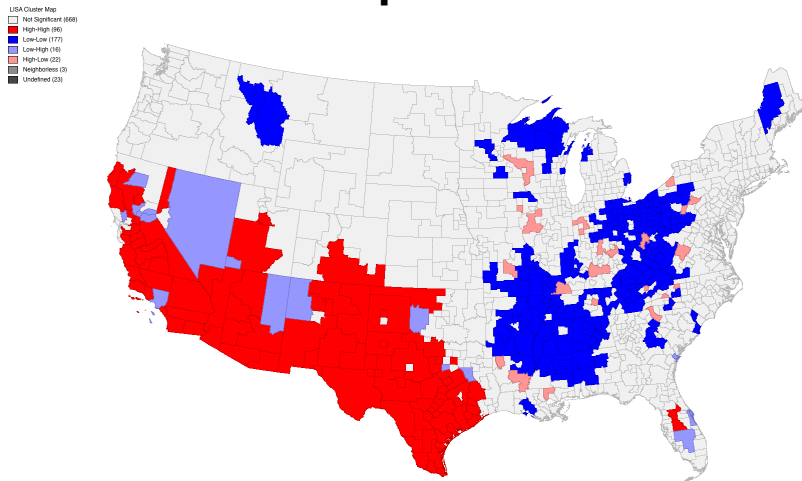 LISA Cluster Map
Not Significant (668)
High-High (96)
Low-Low (177)
Low-High (16)
High-Low (22)
Neighborless (3)
Undefined (23)